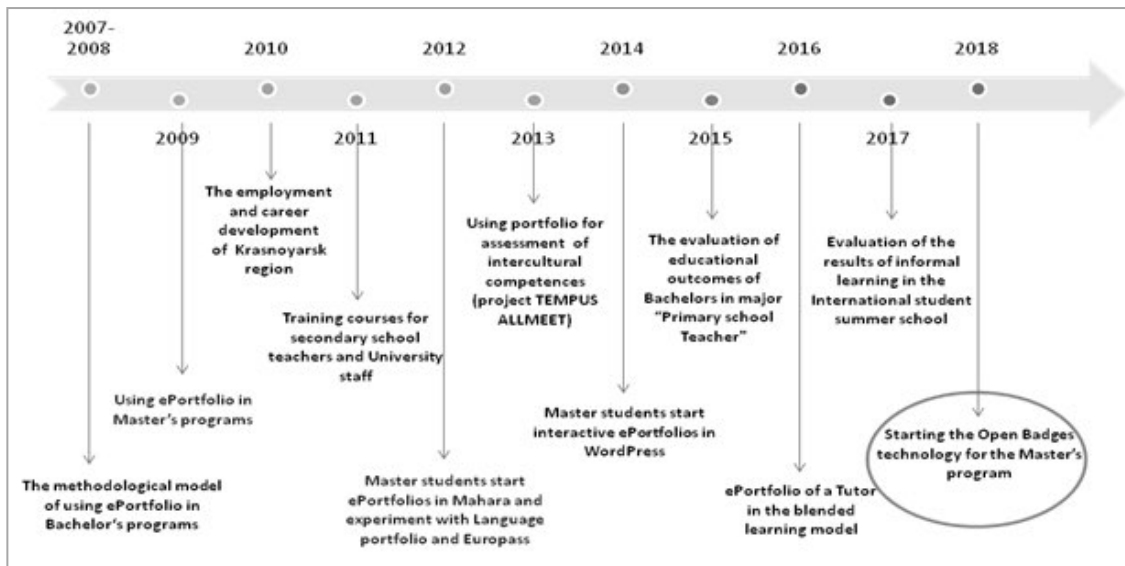 2007-
2008
2010
2012
2014
2016
2018
2009
2011
2013
2015
2017
The employment
and career
development
of Krasnoyarsk
region
Using portfolio for
assessment of
intercultural
competences
(project TEMPUS
ALLMEET)
The evaluation of
educational
outcomes of
Bachelors in major
"Primary school
Teacher"
Evaluation of the
results of informal
learning in the
International student
summer school
Training courses for
secondary school
teachers and University
staff
Using ePortfolio in
Master's programs
Master students start
interactive ePortfolios in
WordPress
Starting the Open Badges
technology for the Master's
program
The methodological model
of using ePortfolio in
Bachelor's programs
Master students start
ePortfolios in Mahara and
experiment with Language
portfolio and Europass
ePortfolio of a Tutor
in the blended
learning model